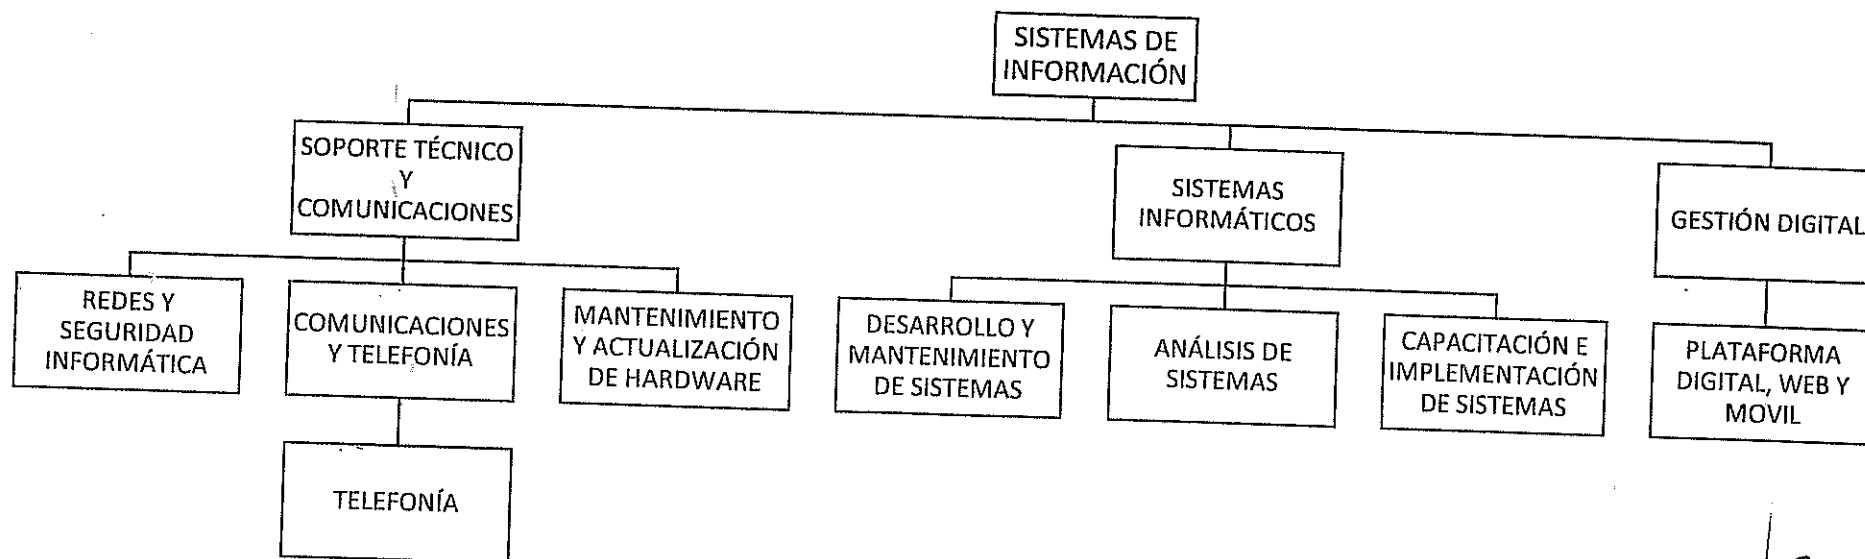 SISTEMAS DE
INFORMACIÓN
SOPORTE TÉCNICO
Y
COMUNICACIONES
SISTEMAS
INFORMÁTICOS
GESTIÓN DIGITAL
REDES Y
SEGURIDAD
INFORMÁTICA
COMUNICACIONES
Y TELEFONÍA
MANTENIMIENTO
Y ACTUALIZACIÓN
DE HARDWARE
DESARROLLO Y
MANTENIMIENTO
DE SISTEMAS
ANÁLISIS DE
SISTEMAS
CAPACITACIÓN E
IMPLEMENTACIÓN
DE SISTEMAS
PLATAFORMA
DIGITAL, WEB Y
MOVIL
TELEFONÍA